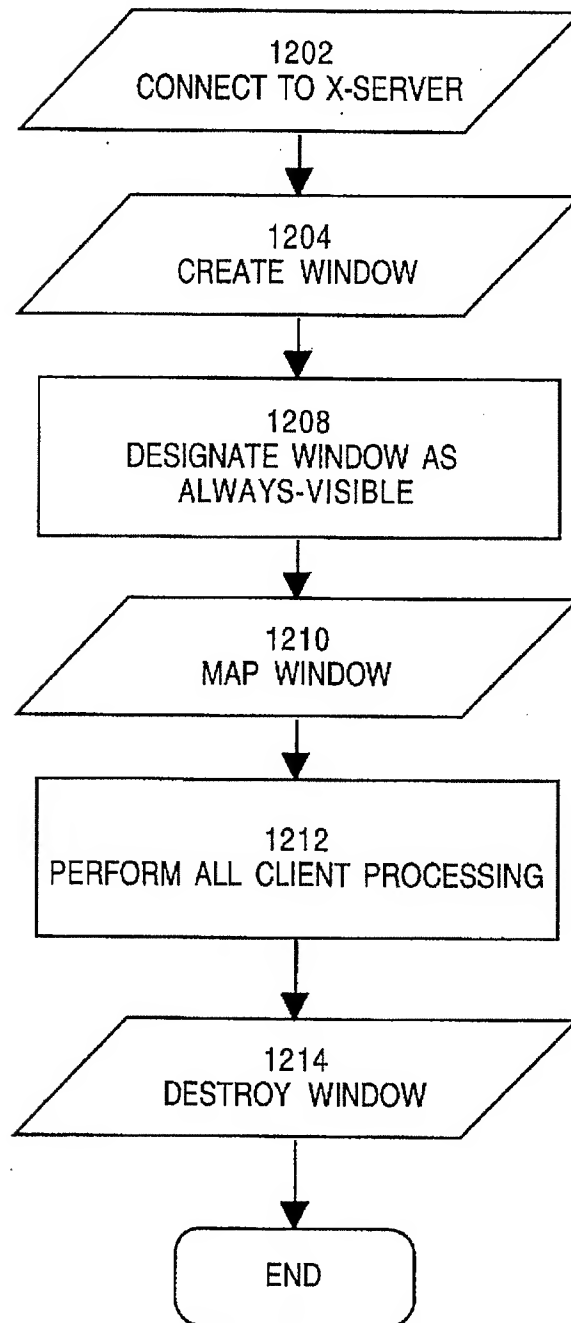 1202
CONNECT TO X-SERVER
1204
CREATE WINDOW
1208
DESIGNATE WINDOW AS
ALWAYS-VISIBLE
1210
MAP WINDOW
1212
PERFORM ALL CLIENT PROCESSING
1214
DESTROY WINDOW
END